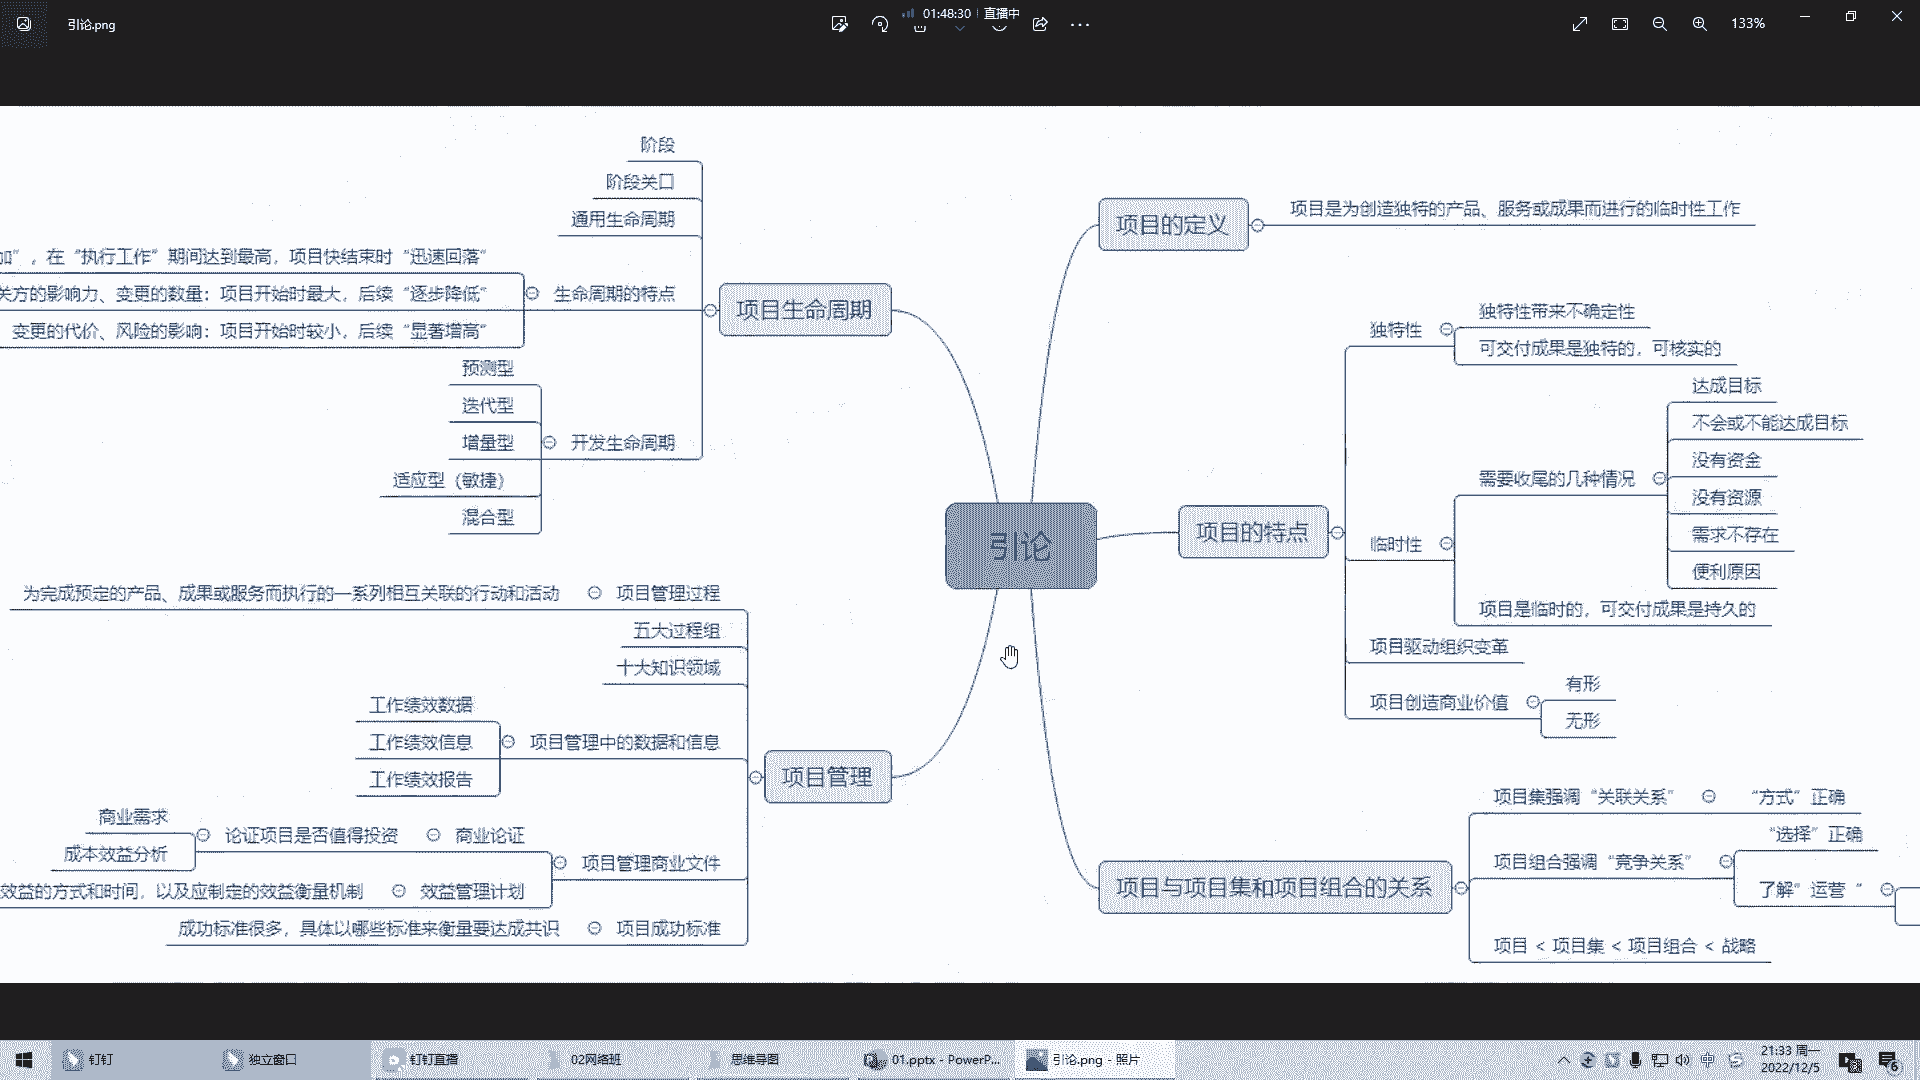 引论.png
01:48:30 直播中
133%
阶段
阶段关口
通用生命周期
加”，在“执行工作”期间达到最高，项目快结束时“迅速回落”
关方的影响力、变更的数量：项目开始时最大，后续“逐步降低”
变更的代价、风险的影响：项目开始时较小，后续“显著增高”
生命周期的特点
项目生命周期
预测型
迭代型
增量型
适应型（敏捷）
混合型
开发生命周期
为完成预定的产品、成果或服务而执行的一系列相互关联的行动和活动
项目管理过程
五大过程组
十大知识领域
工作绩效数据
工作绩效信息
工作绩效报告
项目管理中的数据和信息
项目管理
商业需求
成本效益分析
论证项目是否值得投资
商业论证
项目管理商业文件
效益的方式和时间，以及应制定的效益衡量机制
效益管理计划
成功标准很多，具体以哪些标准来衡量要达成共识
项目成功标准
引论
项目的定义
项目是为创造独特的产品、服务或成果而进行的临时性工作
项目的特点
独特性
独特性带来不确定性
可交付成果是独特的，可核实的
临时性
需要收尾的几种情况
达成目标
不会或不能达成目标
没有资金
没有资源
需求不存在
便利原因
项目是临时的，可交付成果是持久的
项目驱动组织变革
项目创造商业价值
有形
无形
项目与项目集和项目组合的关系
项目集强调“关联关系”
“方式”正确
项目组合强调“竞争关系”
“选择”正确
了解”运营“
项目 < 项目集 < 项目组合 < 战略
钉钉
独立窗口
钉钉直播
02网络班
思维导图
01.pptx - PowerP...
引论.png - 照片
中
21:33 周一
2022/12/5
6